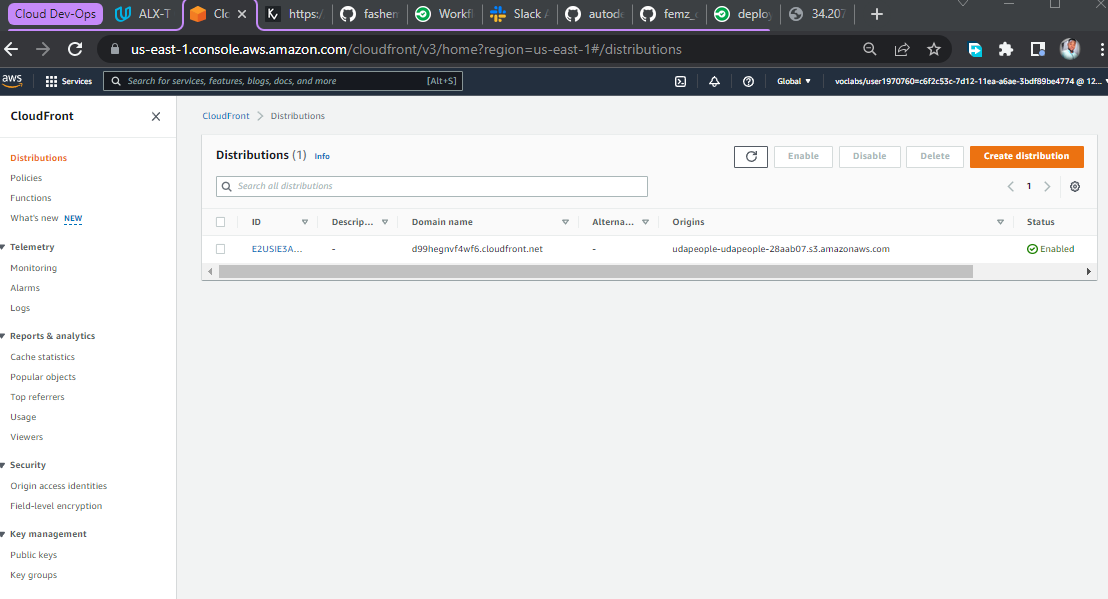 Cloud Dev-Ops ALX-T Clo https:/ fashem Workfl Slack autode femz_ deploy 34.207
us-east-1.console.aws.amazon.com/cloudfront/v3/home?region=us-east-1#/distributions
aws Services Search for services, features, blogs, docs, and more [Alt+S] Global voclabs/user1970760=c6f2c53c-7d12-11ea-a6ae-3bdf89be4774 @ 12...
CloudFront
Distributions
Policies
Functions
What's new NEW
Telemetry
Monitoring
Alarms
Logs
Reports & analytics
Cache statistics
Popular objects
Top referrers
Usage
Viewers
Security
Origin access identities
Field-level encryption
Key management
Public keys
Key groups
CloudFront > Distributions
Distributions (1) Info Enable Disable Delete Create distribution
Search all distributions 1
ID Descrip... Domain name Alterna... Origins Status
E2USIE3A... - d99hegnvf4wf6.cloudfront.net - udapeople-udapeople-28aab07.s3.amazonaws.com Enabled